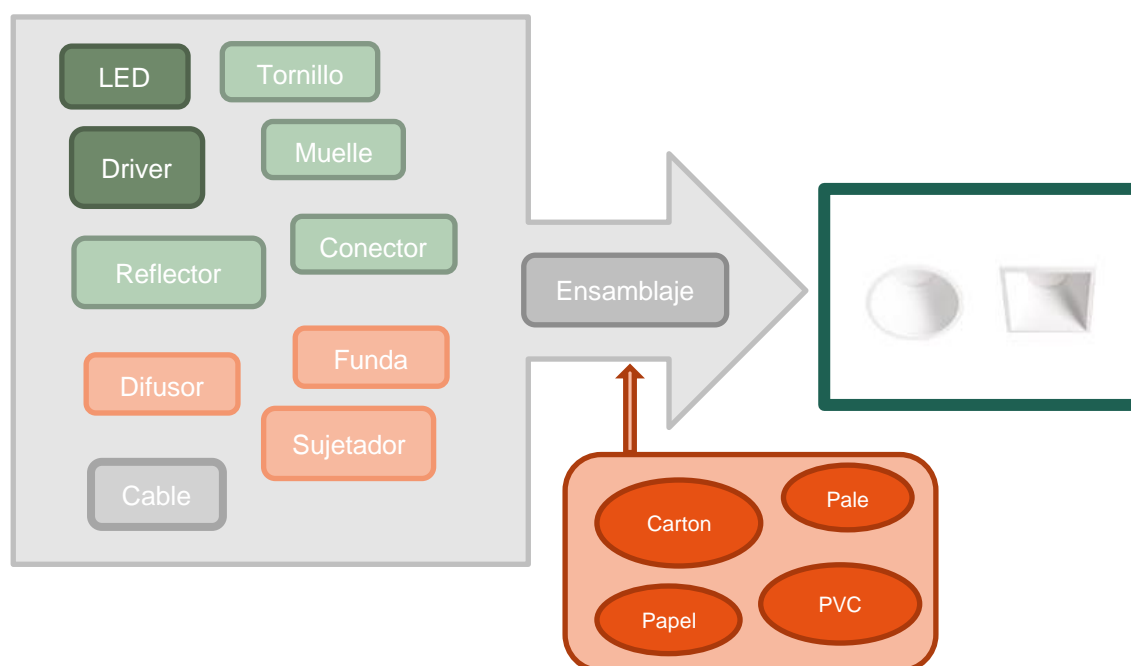 LED
Tornillo
Driver
Muelle
Reflector
Conector
Ensamblaje
Difusor
Funda
Sujetador
Cable
Carton
Pale
Papel
PVC